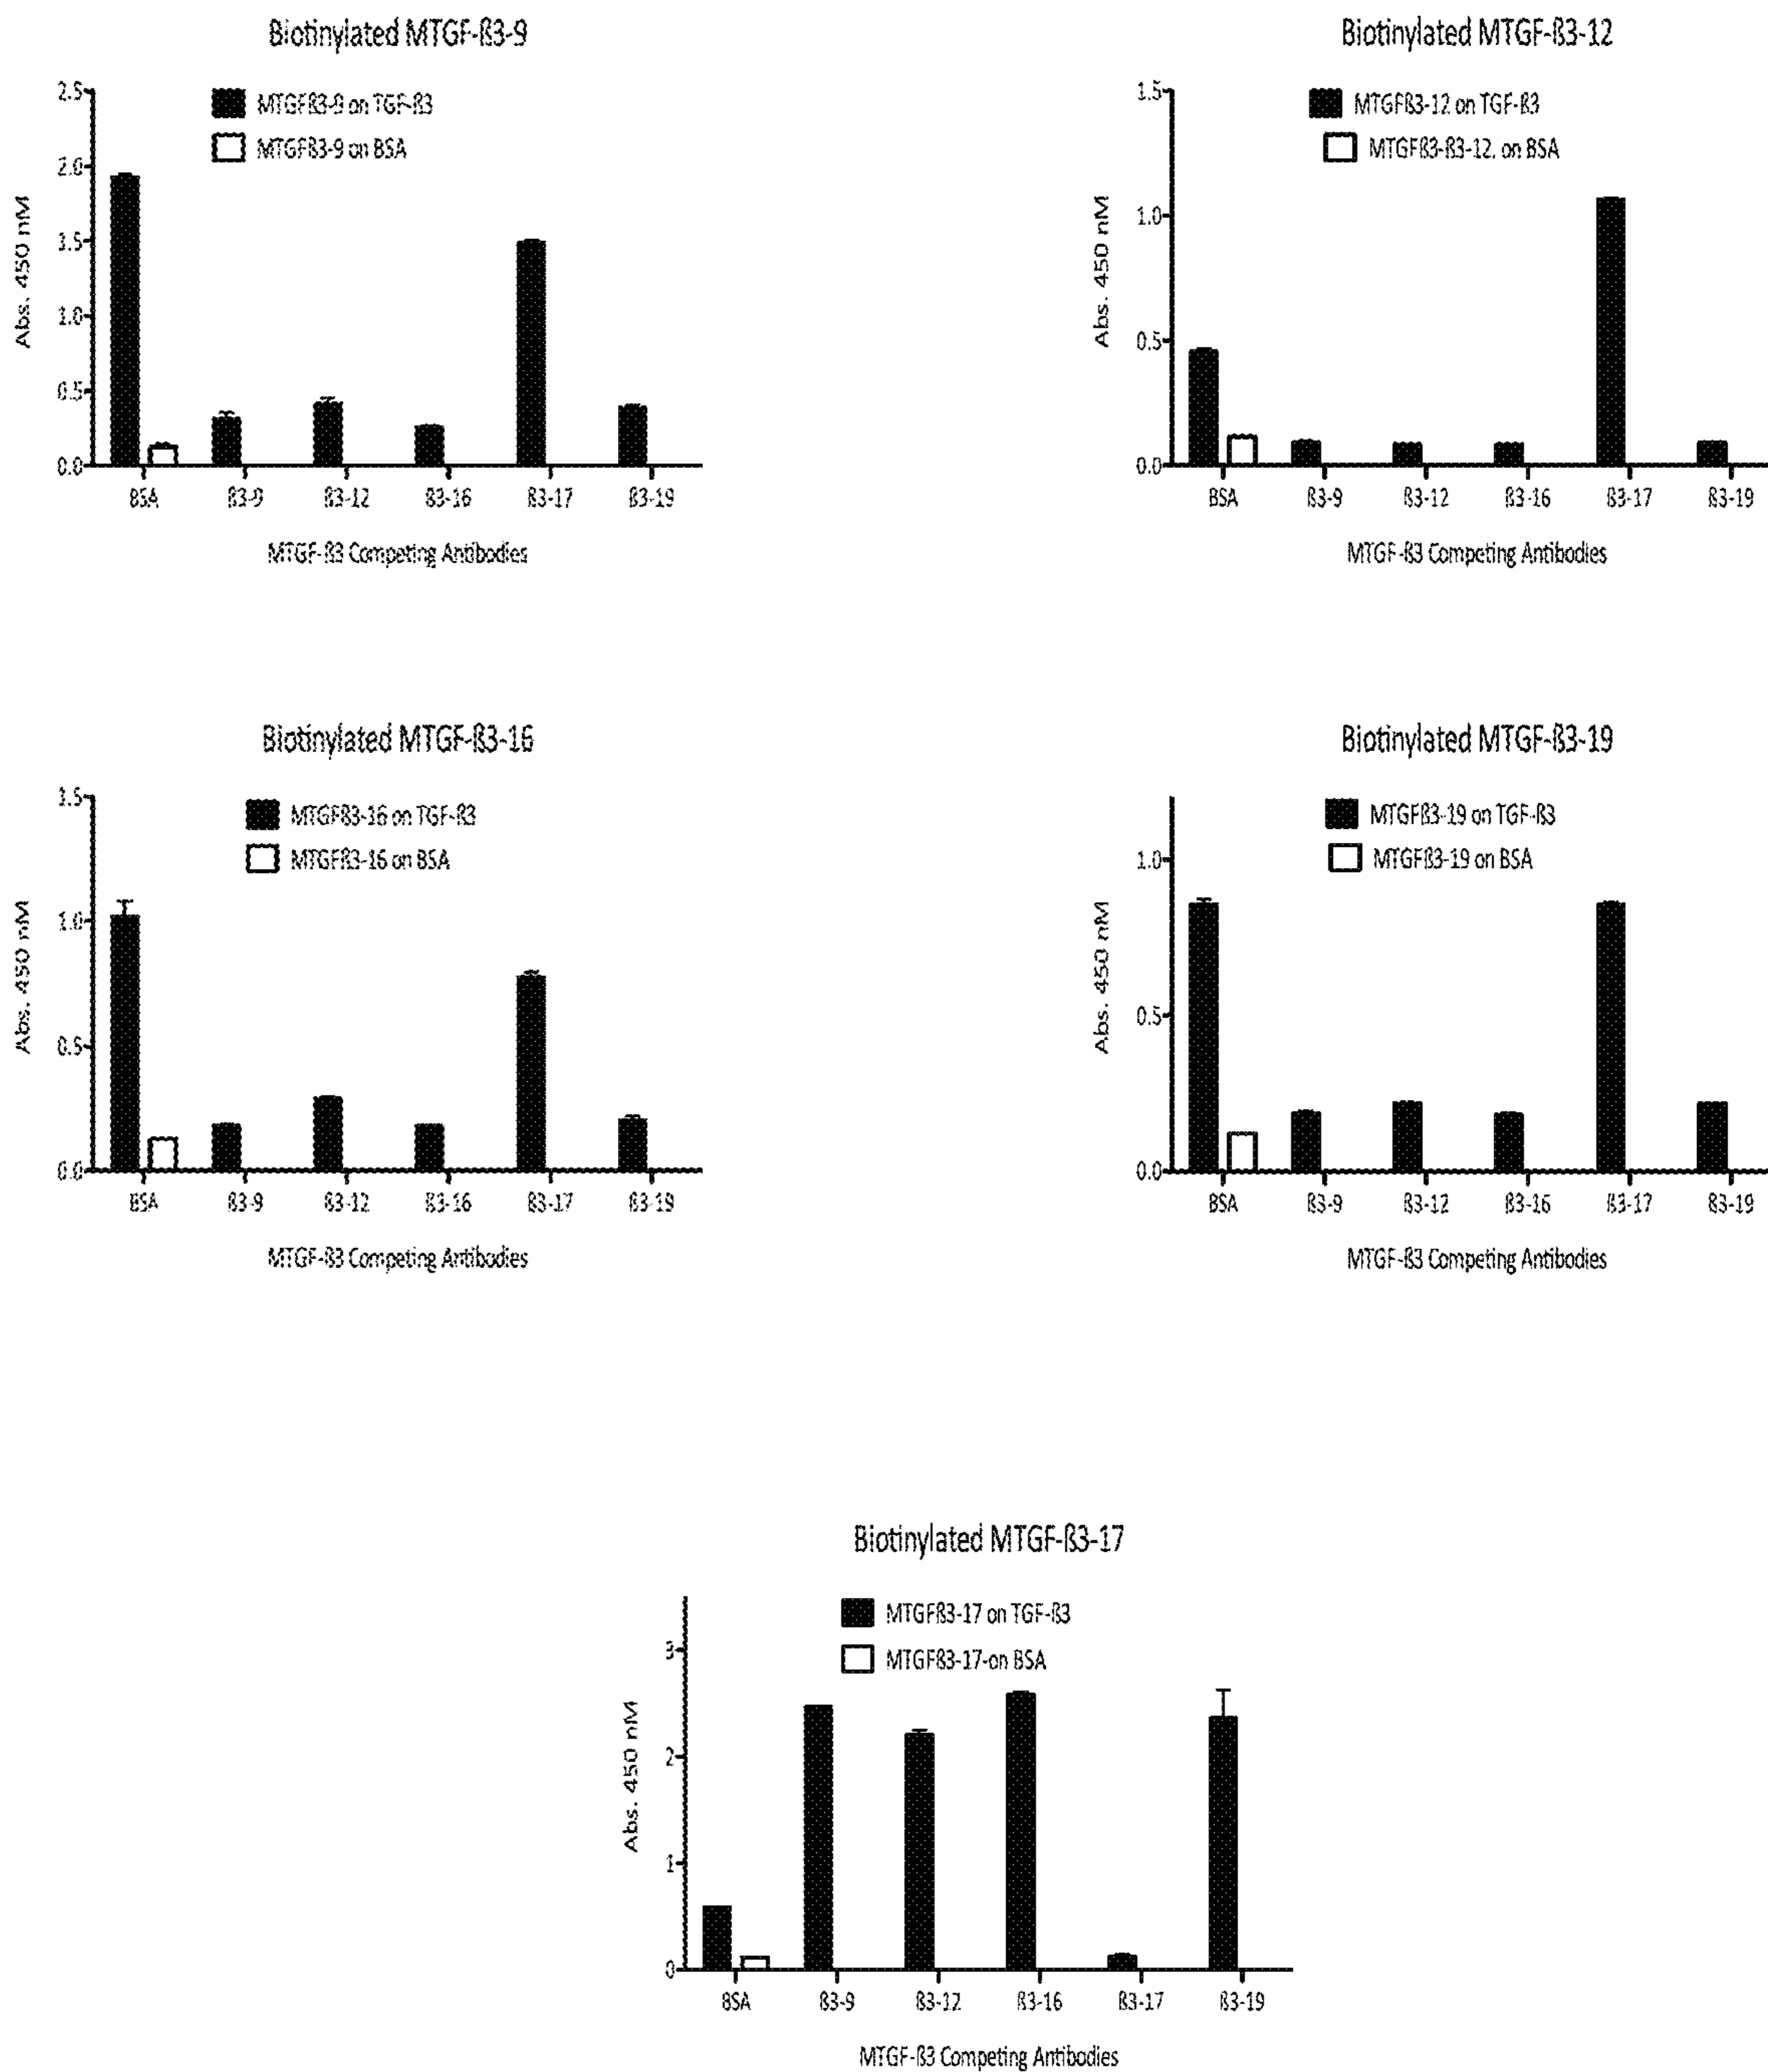 Biotinylated MTGF-ß3-9
MTGFß3-9 on TGF-ß3
MTGFß3-9 on BSA
Abs. 450 nM
2.5
2.0
1.5
1.0
0.5
0.0
BSA ß3-9 ß3-12 ß3-16 ß3-17 ß3-19
MTGF-ß3 Competing Antibodies
Biotinylated MTGF-ß3-12
MTGFß3-12 on TGF-ß3
MTGFß3-ß3-12. on BSA
Abs. 450 nM
1.5
1.0
0.5
0.0
BSA ß3-9 ß3-12 ß3-16 ß3-17 ß3-19
MTGF-ß3 Competing Antibodies
Biotinylated MTGF-ß3-16
MTGFß3-16 on TGF-ß3
MTGFß3-16 on BSA
Abs. 450 nM
1.5
1.0
0.5
0.0
BSA ß3-9 ß3-12 ß3-16 ß3-17 ß3-19
MTGF-ß3 Competing Antibodies
Biotinylated MTGF-ß3-19
MTGFß3-19 on TGF-ß3
MTGFß3-19 on BSA
Abs. 450 nM
1.0
0.5
0.0
BSA ß3-9 ß3-12 ß3-16 ß3-17 ß3-19
MTGF-ß3 Competing Antibodies
Biotinylated MTGF-ß3-17
MTGFß3-17 on TGF-ß3
MTGFß3-17-on BSA
Abs. 450 nM
3
2
1
0
BSA ß3-9 ß3-12 ß3-16 ß3-17 ß3-19
MTGF-ß3 Competing Antibodies